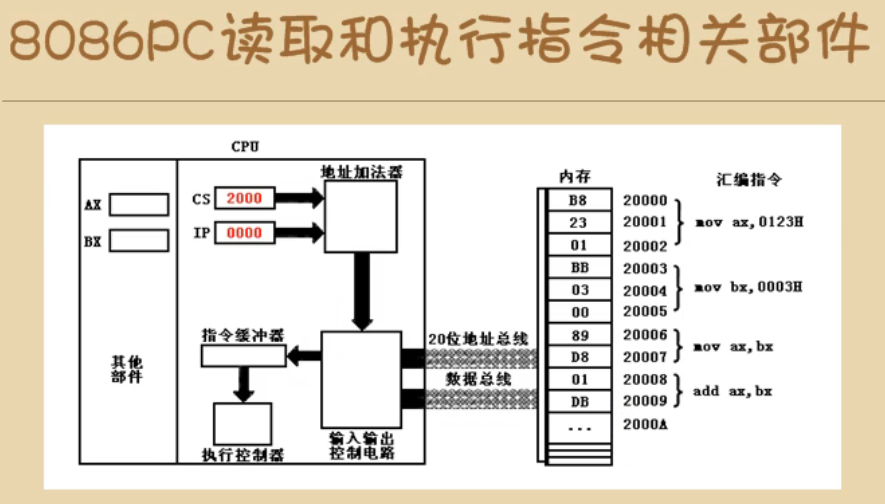 8086PC读取和执行指令相关部件
CPU
AX
BX
其他
部件
CS 2000
IP 0000
地址加法器
指令缓冲器
执行控制器
输入输出
控制电路
20位地址总线
数据总线
内存
汇编指令
B8 20000
23 20001 mov ax,0123H
01 20002
BB 20003
03 20004 mov bx,0003H
00 20005
89 20006
mov ax,bx
D8 20007
01 20008
add ax,bx
DB 20009
... 2000A